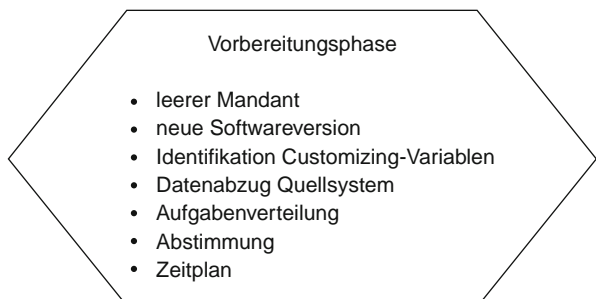 Vorbereitungsphase
• leerer Mandant
• neue Softwareversion
• Identifikation Customizing-Variablen
• Datenabzug Quellsystem
• Aufgabenverteilung
• Abstimmung
• Zeitplan